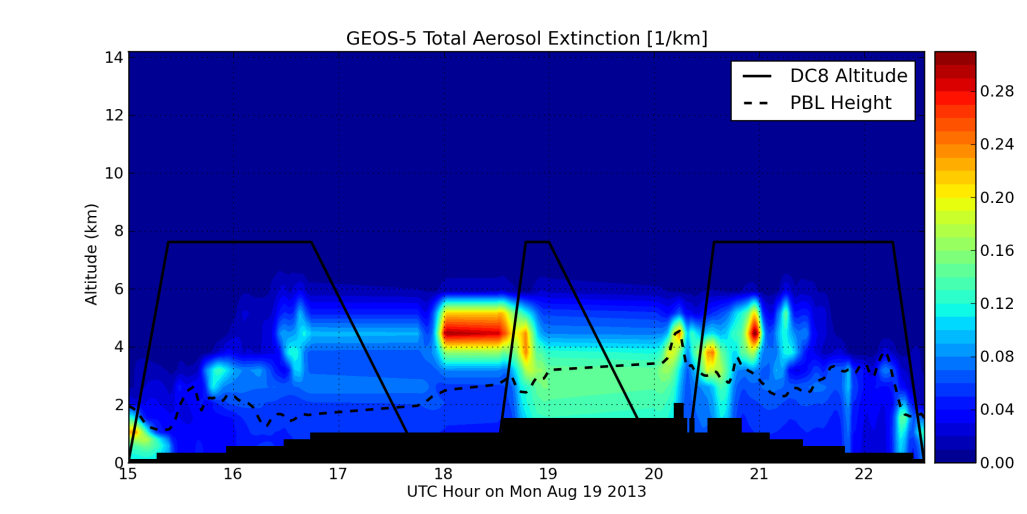 GEOS-5 Total Aerosol Extinction [1/km]
DC8 Altitude
PBL Height
Altitude (km)
14
12
10
8
6
4
2
0
15 16 17 18 19 20 21 22
UTC Hour on Mon Aug 19 2013
0.28
0.24
0.20
0.16
0.12
0.08
0.04
0.00